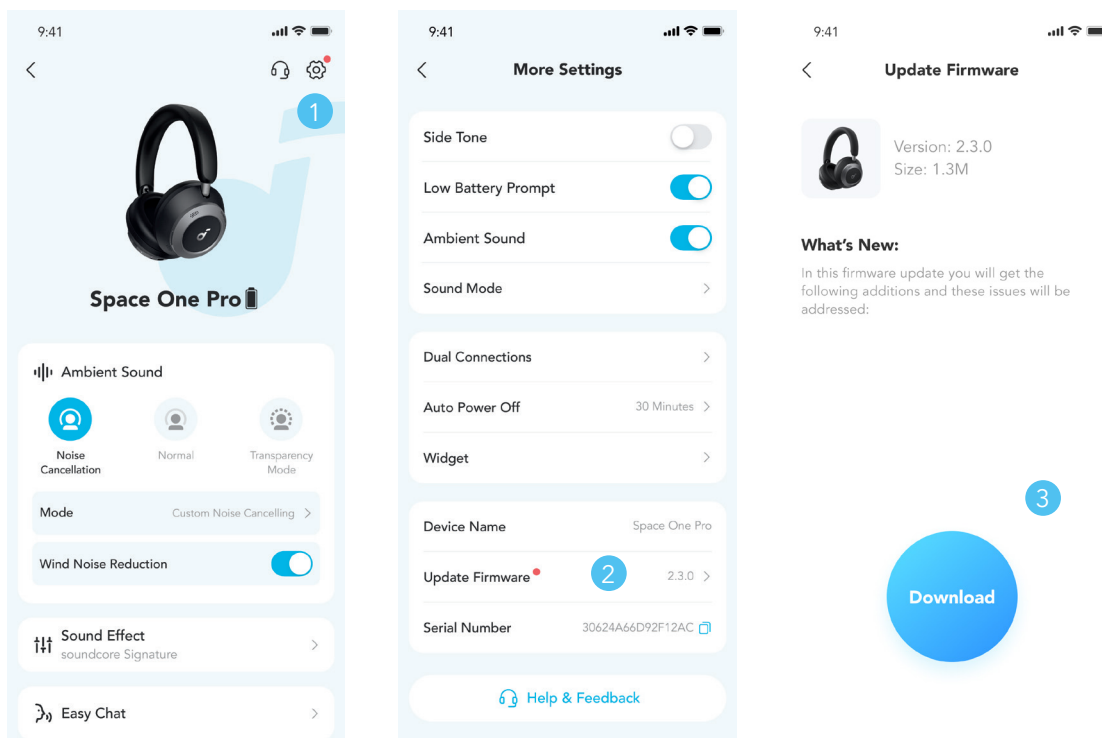 9:41
1
Space One Pro
Ambient Sound
Noise
Cancellation
Normal
Transparency
Mode
Mode
Custom Noise Cancelling
Wind Noise Reduction
Sound Effect
soundcore Signature
Easy Chat
9:41
More Settings
Side Tone
Low Battery Prompt
Ambient Sound
Sound Mode
Dual Connections
Auto Power Off
30 Minutes
Widget
Device Name
Space One Pro
Update Firmware
2
2.3.0
Serial Number
30624A66D92F12AC
Help & Feedback
9:41
Update Firmware
Version: 2.3.0
Size: 1.3M
What's New:
In this firmware update you will get the
following additions and these issues will be
addressed:
3
Download